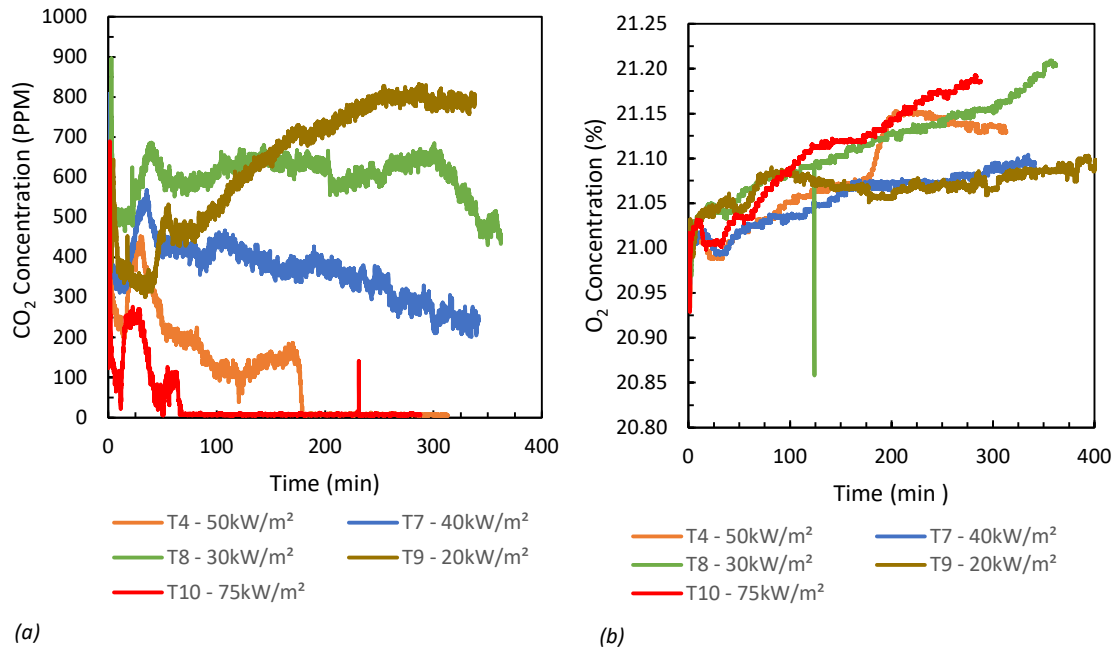 CO₂ Concentration (PPM)
1000
900
800
700
600
500
400
300
200
100
0
0 100 200 300 400
Time (min)
T4 - 50kW/m² T7 - 40kW/m²
T8 - 30kW/m² T9 - 20kW/m²
T10 - 75kW/m²
(a)
O₂ Concentration (%)
21.25
21.20
21.15
21.10
21.05
21.00
20.95
20.90
20.85
20.80
0 100 200 300 400
Time (min )
T4 - 50kW/m² T7 - 40kW/m²
T8 - 30kW/m² T9 - 20kW/m²
T10 - 75kW/m²
(b)